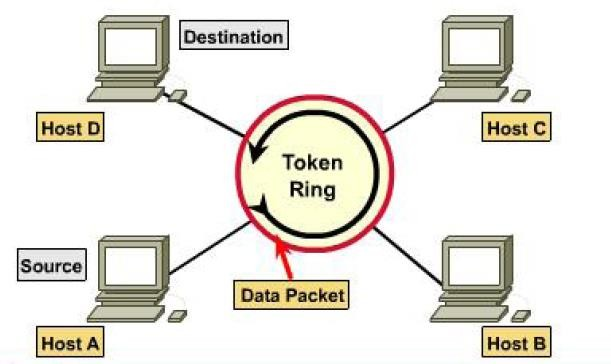 Destination
Host D
Host C
Token
Ring
Source
Data Packet
Host A
Host B